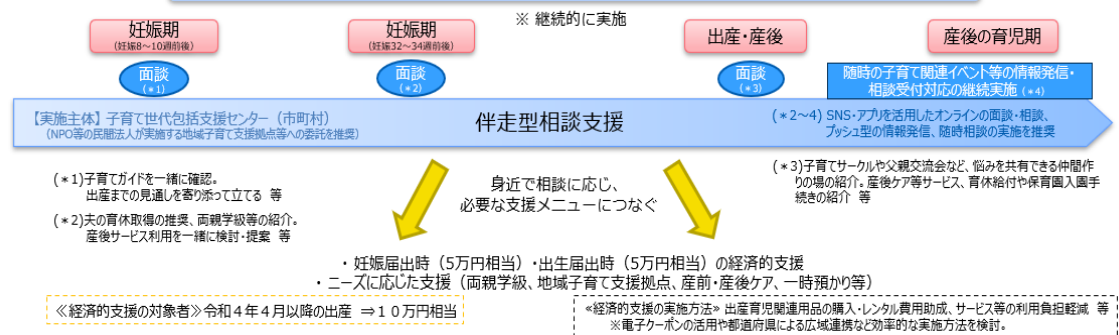 ※ 継続的に実施
妊娠期
(妊娠8~10週前後)
妊娠期
(妊娠32~34週前後)
出産・産後
産後の育児期
面談
(*1)
面談
(*2)
面談
(*3)
随時の子育て関連イベント等の情報発信・
相談受付対応の継続実施 (*4)
【実施主体】子育て世代包括支援センター(市町村)
(NPO等の民間法人が実施する地域子育て支援拠点等への委託を推奨)
伴走型相談支援
(*2~4) SNS・アプリを活用したオンラインの面談・相談、
プッシュ型の情報発信、随時相談の実施を推奨
(*1)子育てガイドを一緒に確認。
出産までの見通しを寄り添って立てる 等
(*2)夫の育休取得の推奨、両親学級等の紹介。
産後サービス利用を一緒に検討・提案 等
身近で相談に応じ、
必要な支援メニューにつなぐ
(*3)子育てサークルや父親交流会など、悩みを共有できる仲間作
りの場の紹介。産後ケア等サービス、育休給付や保育園入園手
続きの紹介 等
・ 妊娠届出時(5万円相当)・出生届出時(5万円相当)の経済的支援
・ ニーズに応じた支援(両親学級、地域子育て支援拠点、産前・産後ケア、一時預かり等)
≪経済的支援の対象者≫令和4年4月以降の出産 ⇒10万円相当
≪経済的支援の実施方法≫ 出産育児関連用品の購入・レンタル費用助成、サービス等の利用負担軽減 等
※電子クーポンの活用や都道府県による広域連携など効率的な実施方法を検討。